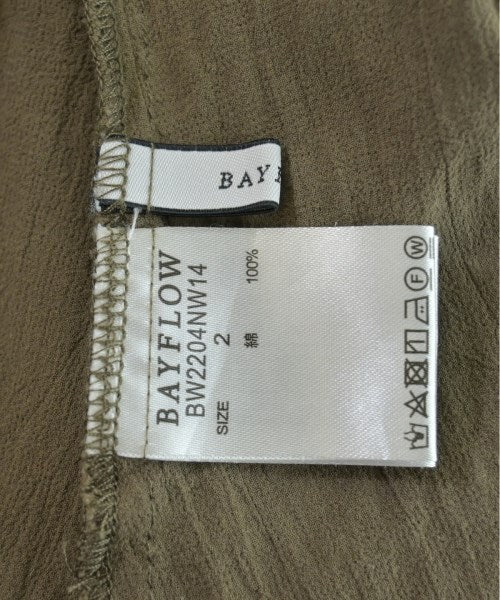 BAY
BAYFLOW
BW2204NW14
SIZE 2
綿 100%
F
W